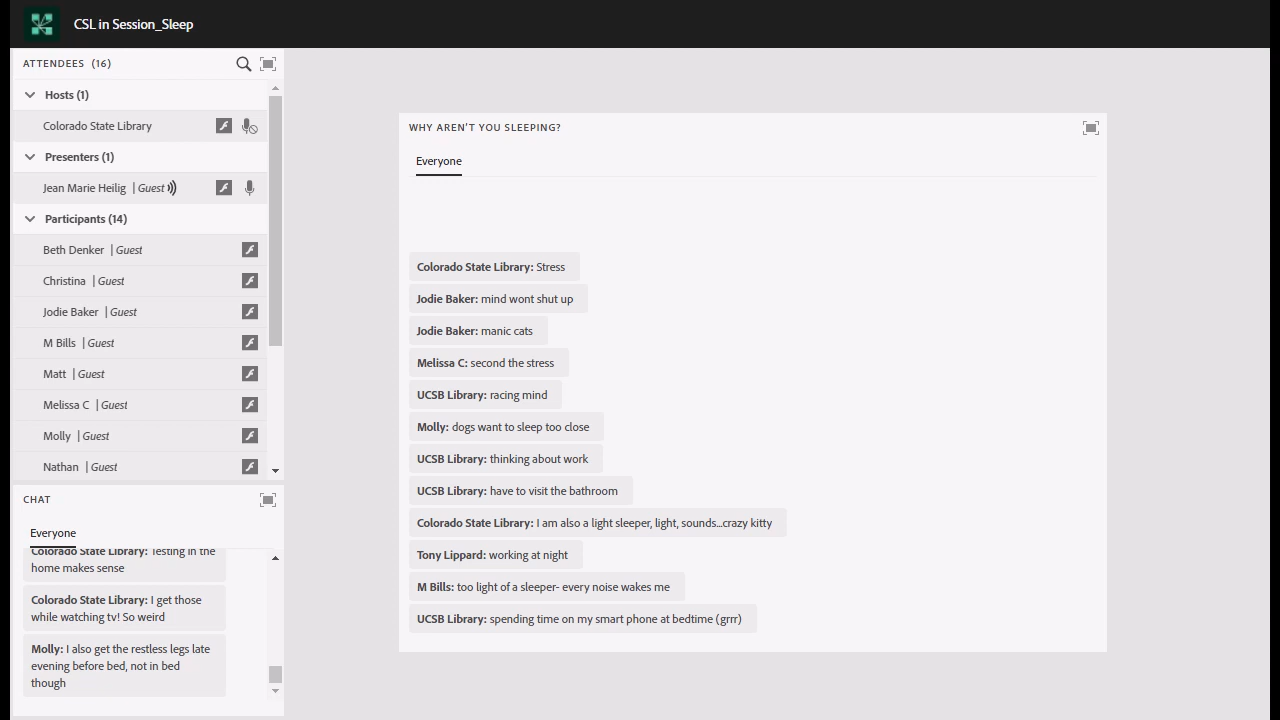 CSL in Session_Sleep
ATTENDEES (16)
Hosts (1)
Colorado State Library
Presenters (1)
Jean Marie Heilig | Guest
Participants (14)
Beth Denker | Guest
Christina | Guest
Jodie Baker | Guest
M Bills | Guest
Matt | Guest
Melissa C | Guest
Molly | Guest
Nathan | Guest
CHAT
Everyone
Colorado State Library: Testing in the
home makes sense
Colorado State Library: I get those
while watching tv! So weird
Molly: I also get the restless legs late
evening before bed, not in bed
though
WHY AREN'T YOU SLEEPING?
Everyone
Colorado State Library: Stress
Jodie Baker: mind wont shut up
Jodie Baker: manic cats
Melissa C: second the stress
UCSB Library: racing mind
Molly: dogs want to sleep too close
UCSB Library: thinking about work
UCSB Library: have to visit the bathroom
Colorado State Library: I am also a light sleeper, light, sounds...crazy kitty
Tony Lippard: working at night
M Bills: too light of a sleeper- every noise wakes me
UCSB Library: spending time on my smart phone at bedtime (grrr)